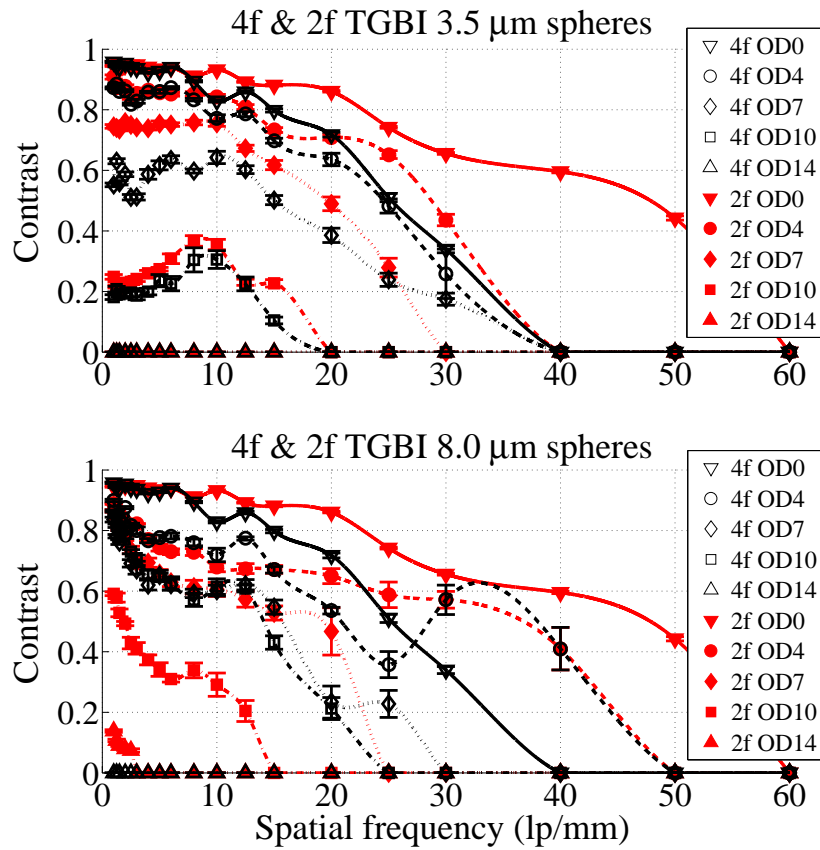 4f & 2f TGBI 3.5 μm spheres
Contrast
1
0.8
0.6
0.4
0.2
0
0 10 20 30 40 50 60
4f OD0
4f OD4
4f OD7
4f OD10
4f OD14
2f OD0
2f OD4
2f OD7
2f OD10
2f OD14
4f & 2f TGBI 8.0 μm spheres
Contrast
1
0.8
0.6
0.4
0.2
0
0 10 20 30 40 50 60
Spatial frequency (lp/mm)
4f OD0
4f OD4
4f OD7
4f OD10
4f OD14
2f OD0
2f OD4
2f OD7
2f OD10
2f OD14